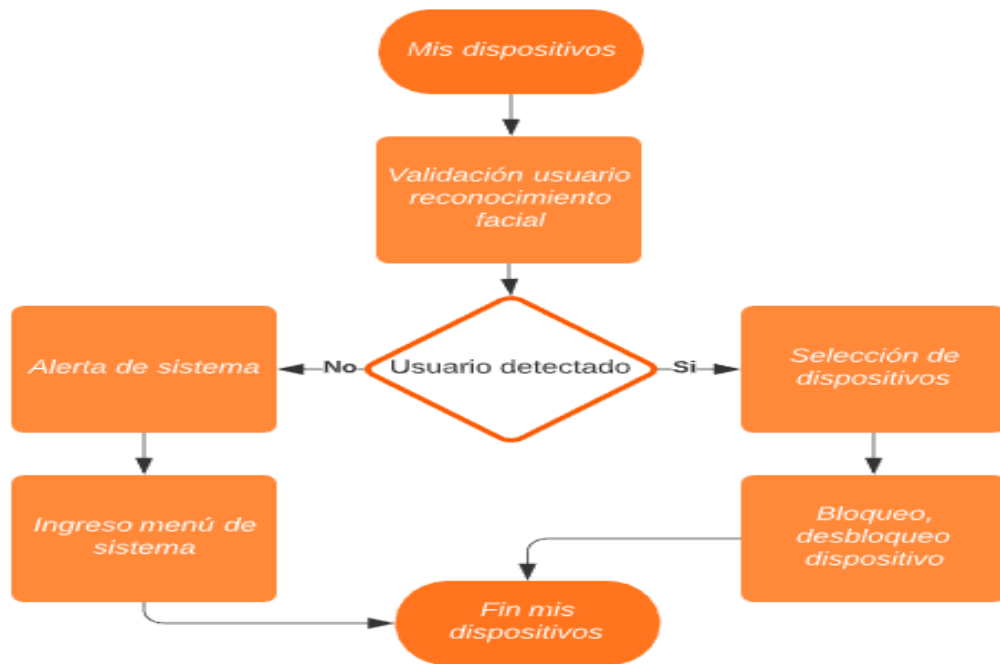 Mis dispositivos
Validación usuario
reconocimiento
facial
Alerta de sistema
No
Usuario detectado
Si
Selección de
dispositivos
Ingreso menú de
sistema
Bloqueo,
desbloqueo
dispositivo
Fin mis
dispositivos